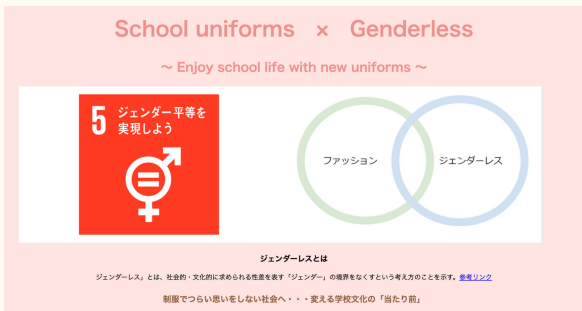 School uniforms × Genderless
～ Enjoy school life with new uniforms ～
5 ジェンダー平等を
実現しよう
ファッション
ジェンダーレス
ジェンダーレスとは
ジェンダーレス」とは、社会的・文化的に求められる性差を表す「ジェンダー」の境界をなくすという考え方のことを示す。参考リンク
制服でつらい思いをしない社会へ・・・変える学校文化の「当たり前」